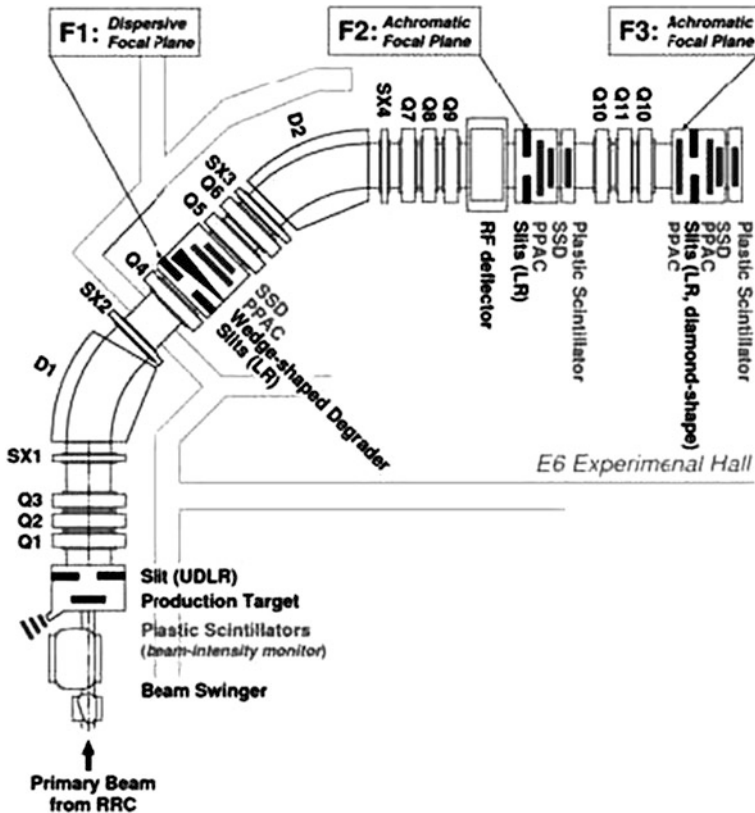 F1: Dispersive
Focal Plane
F2: Achromatic
Focal Plane
F3: Achromatic
Focal Plane
D2
SX4
Q7
Q8
Q9
Q10
Q11
Q10
SX3
Q6
Q5
Q4
SX2
D1
SX1
Q3
Q2
Q1
SSD
PPAC
Wedge-shaped Degrader
Slits (LR)
RF deflector
Slits (LR)
PPAC
SSD
Plastic Scintillator
PPAC
Slits (LR, diamond-shape)
PPAC
SSD
Plastic Scintillator
E6 Experimenal Hall
Slit (UDLR)
Production Target
Plastic Scintillators
(beam-intensity monitor)
Beam Swinger
Primary Beam
from RRC